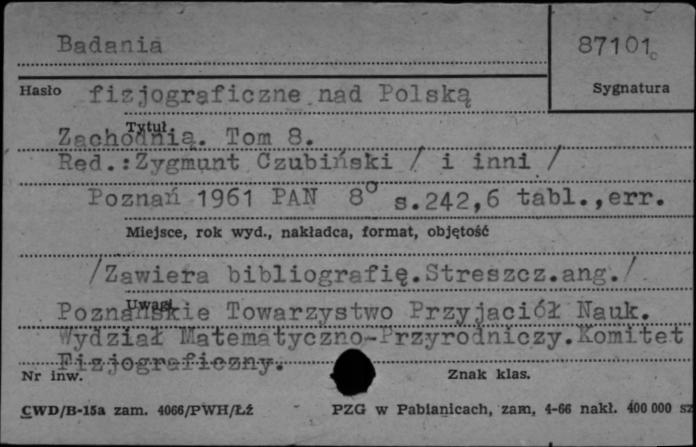 Badania
87101c
Hasło
Sygnatura
fizjograficzne nad Polską
Tytuł
Zachodnią. Tom 8.
Red.:Zygmunt Czubiński / i inni /
Poznań 1961 PAN 8° s.242,6 tabl.,err.
Miejsce, rok wyd., nakładca, format, objętość
/Zawiera bibliografię.Streszcz.ang./
Uwagi
Poznańskie Towarzystwo Przyjaciół Nauk.
Wydział Matematyczno-Przyrodniczy.Komitet
Fizjograficzny.
Nr inw.
Znak klas.
CWD/B-15a zam. 4066/PWH/Łź
PZG w Pabianicach, zam, 4-66 nakł. 400 000 sz